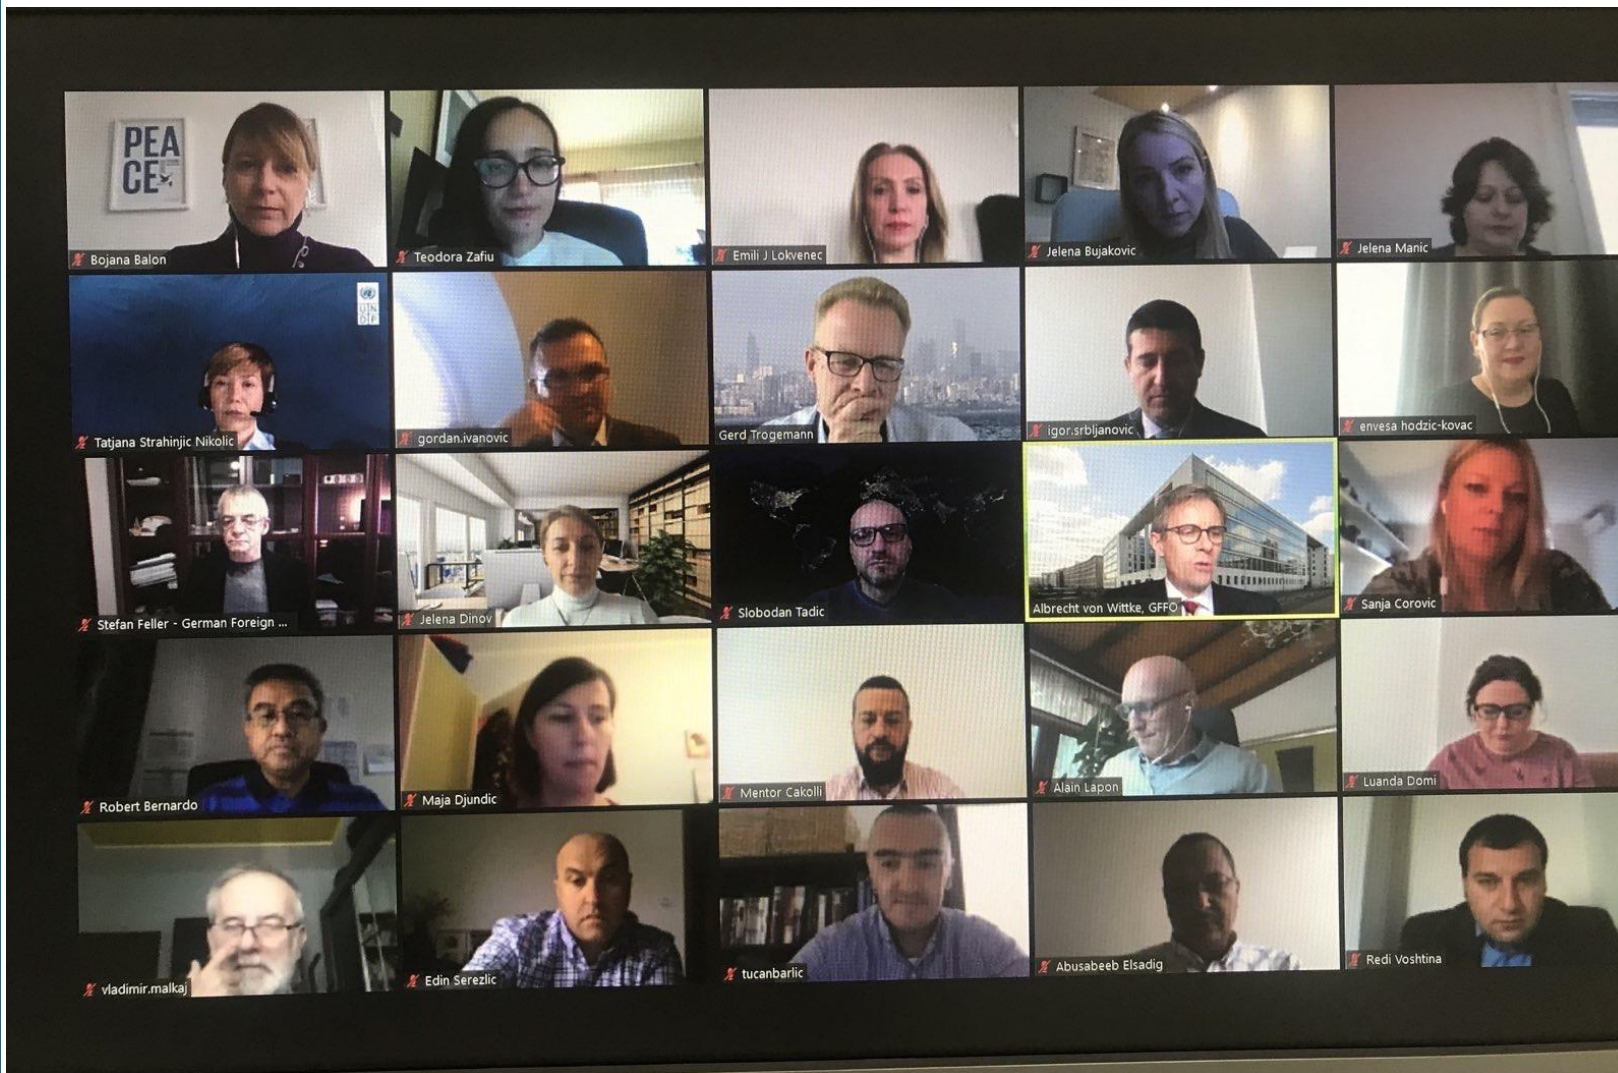 PEA
CE
Bojana Balon
Teodora Zafiu
Emili J Lokvenec
Jelena Bujakovic
Jelena Manic
U N
D P
Tatjana Strahinjic Nikolic
gordan.ivanovic
Gerd Trogemann
igor.srbljanovic
envesa hodzic-kovac
Stefan Feller - German Foreign ...
Jelena Dinov
Slobodan Tadic
Albrecht von Wittke, GFFO
Sanja Corovic
Robert Bernardo
Maja Djundic
Mentor Cakolli
Alain Lapon
Luanda Domi
vladimir.malkaj
Edin Serezlic
tucanbarlic
Abusabeeb Elsadig
Redi Voshtina